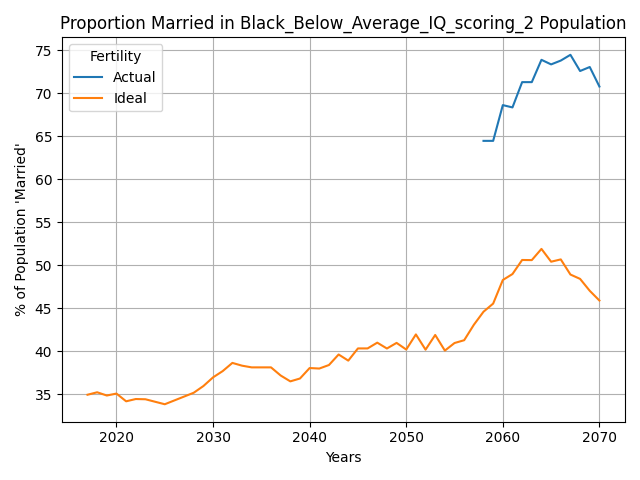 Proportion Married in Black_Below_Average_IQ_scoring_2 Population
% of Population 'Married'
75
70
65
60
55
50
45
40
35
Fertility
Actual
Ideal
2020 2030 2040 2050 2060 2070
Years